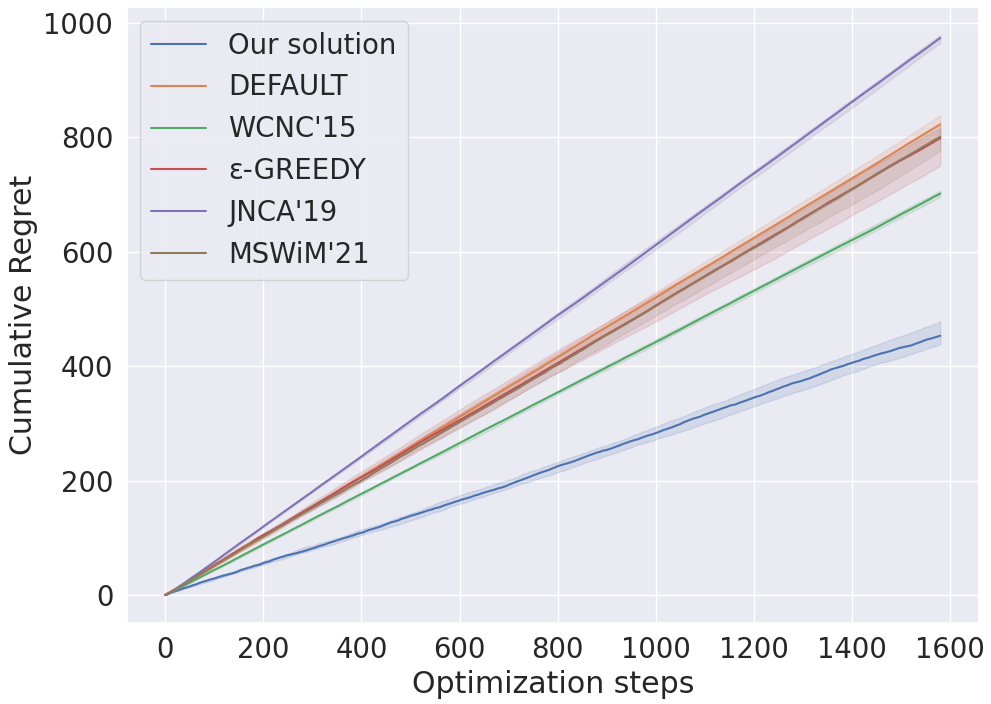 1000
800
600
400
200
0
Cumulative Regret
Our solution
DEFAULT
WCNC'15
ε-GREEDY
JNCA'19
MSWiM'21
0 200 400 600 800 1000 1200 1400 1600
Optimization steps